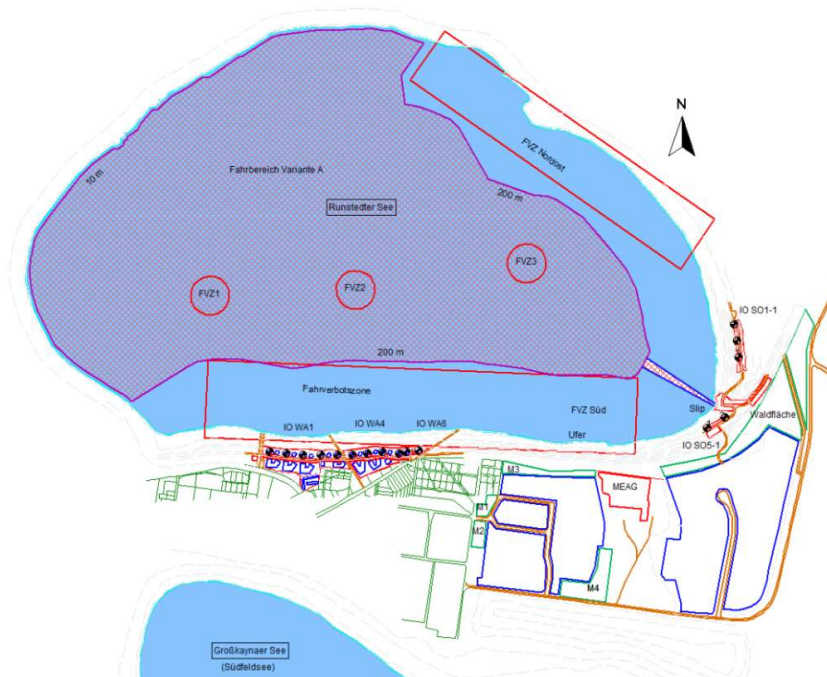 N
10 m
Fahrbereich Variante A
FVZ Nordost
Runstedter See
200 m
FVZ1
FVZ2
FVZ3
IO SO1-1
200 m
Fahrverbotszone
FVZ Süd
Slip
Waldfläche
IO WA1
IO WA4
IO WA6
Ufer
IO SO5-1
M3
MEAG
M1
M2
M4
Großkaynaer See
(Südfeldsee)